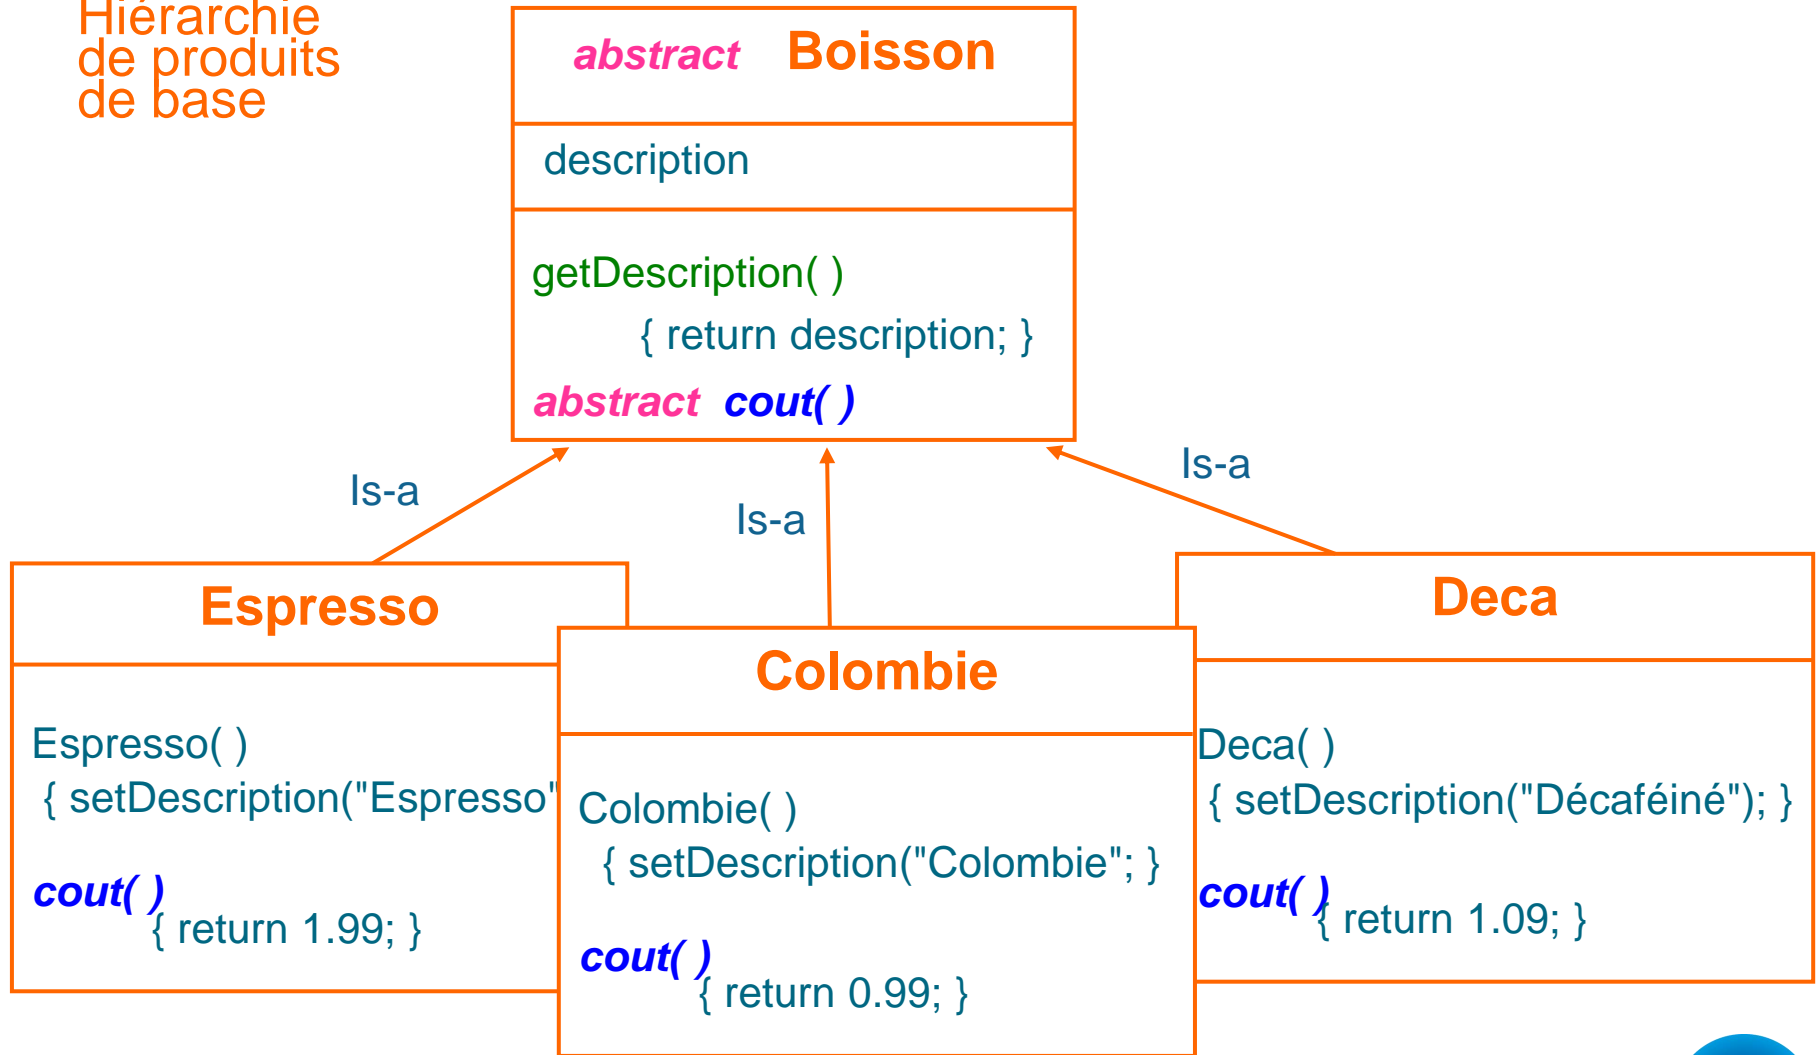 Hiérarchie
de produits
de base
abstract Boisson
description
getDescription( )
{ return description; }
abstract cout( )
Is-a
Is-a
Is-a
Espresso
Espresso( )
{ setDescription("Espresso"
cout( )
{ return 1.99; }
Colombie
Colombie( )
{ setDescription("Colombie"; }
cout( )
{ return 0.99; }
Deca
Deca( )
{ setDescription("Décaféiné"); }
cout( )
{ return 1.09; }